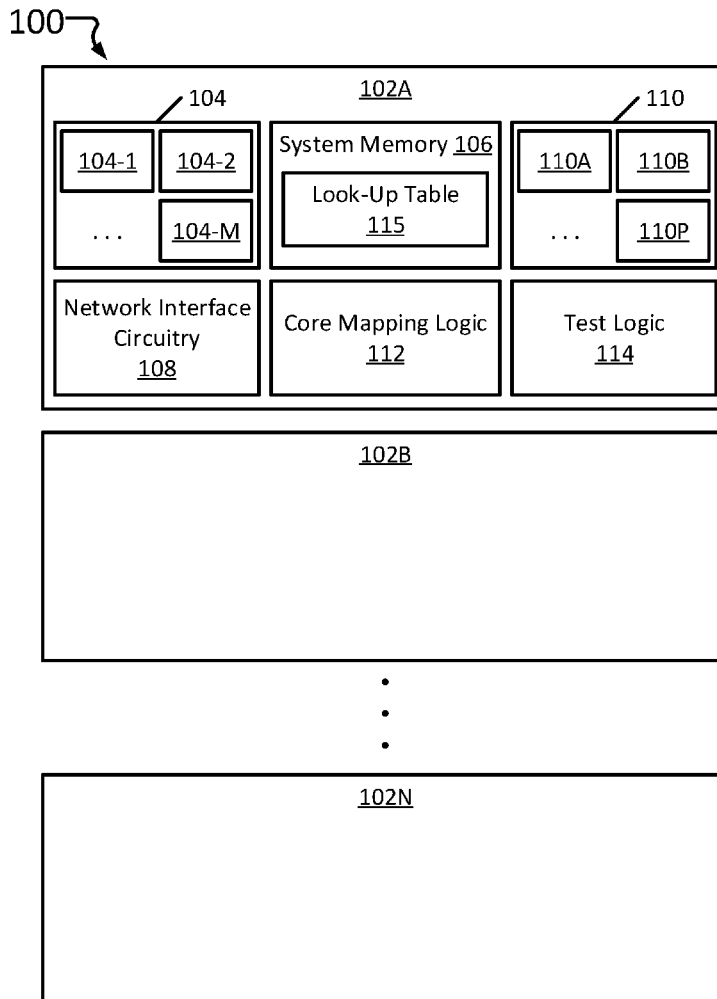 100
102A
104
110
104-1
104-2
. . .
104-M
System Memory 106
Look-Up Table
115
110A
110B
. . .
110P
Network Interface
Circuitry
108
Core Mapping Logic
112
Test Logic
114
102B
102N